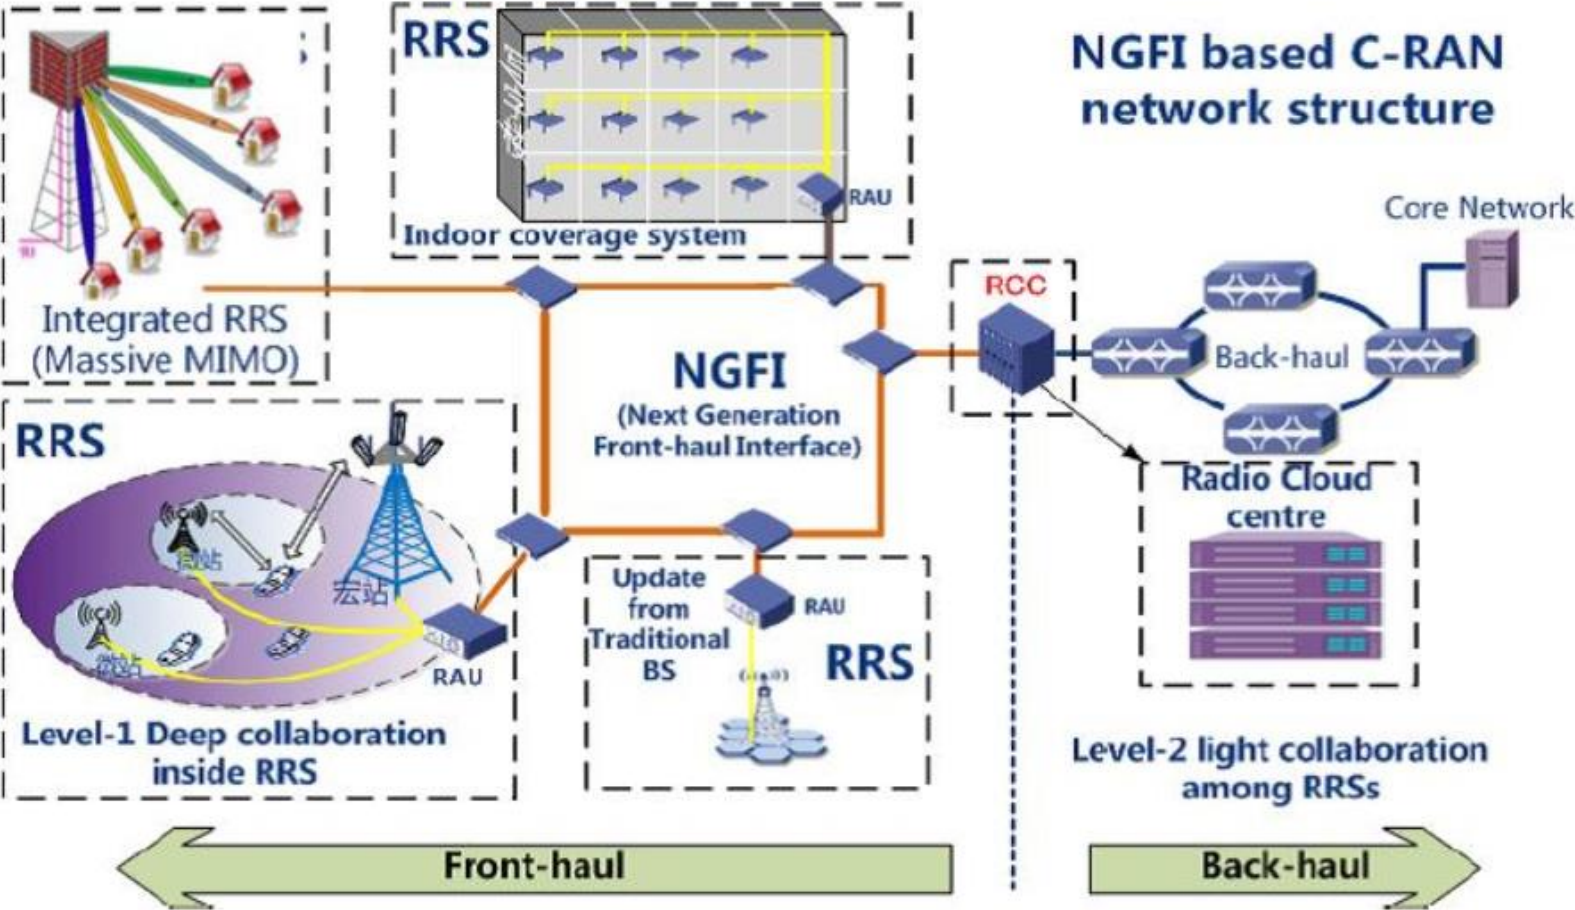 RRS
RAU
Indoor coverage system
NGFI based C-RAN
network structure
Integrated RRS
(Massive MIMO)
NGFI
(Next Generation
Front-haul Interface)
RCC
Core Network
Back-haul
Radio Cloud
centre
RRS
宏站
RAU
Level-1 Deep collaboration
inside RRS
Update
from
Traditional
BS
RAU
RRS
Level-2 light collaboration
among RRSs
Front-haul
Back-haul